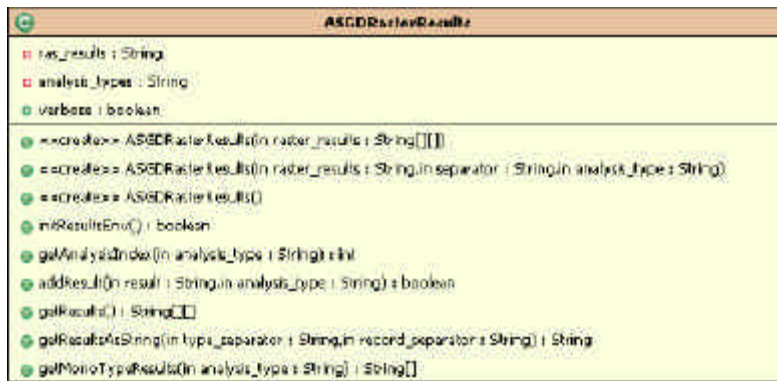 C ASGDRasterResults
ras_results : String
analysis_types : String
verbose : boolean
<<create>> ASGDRasterResults(in raster_results : String[][])
<<create>> ASGDRasterResults(in raster_results : String,in separator : String,in analysis_type : String)
<<create>> ASGDRasterResults()
initResultsEnv() : boolean
getAnalysisIndex(in analysis_type : String) : int
addResult(in result : String,in analysis_type : String) : boolean
getResults() : String[][]
getResultsAsString(in type_separator : String,in record_separator : String) : String
getMonoTypeResults(in analysis_type : String) : String[]